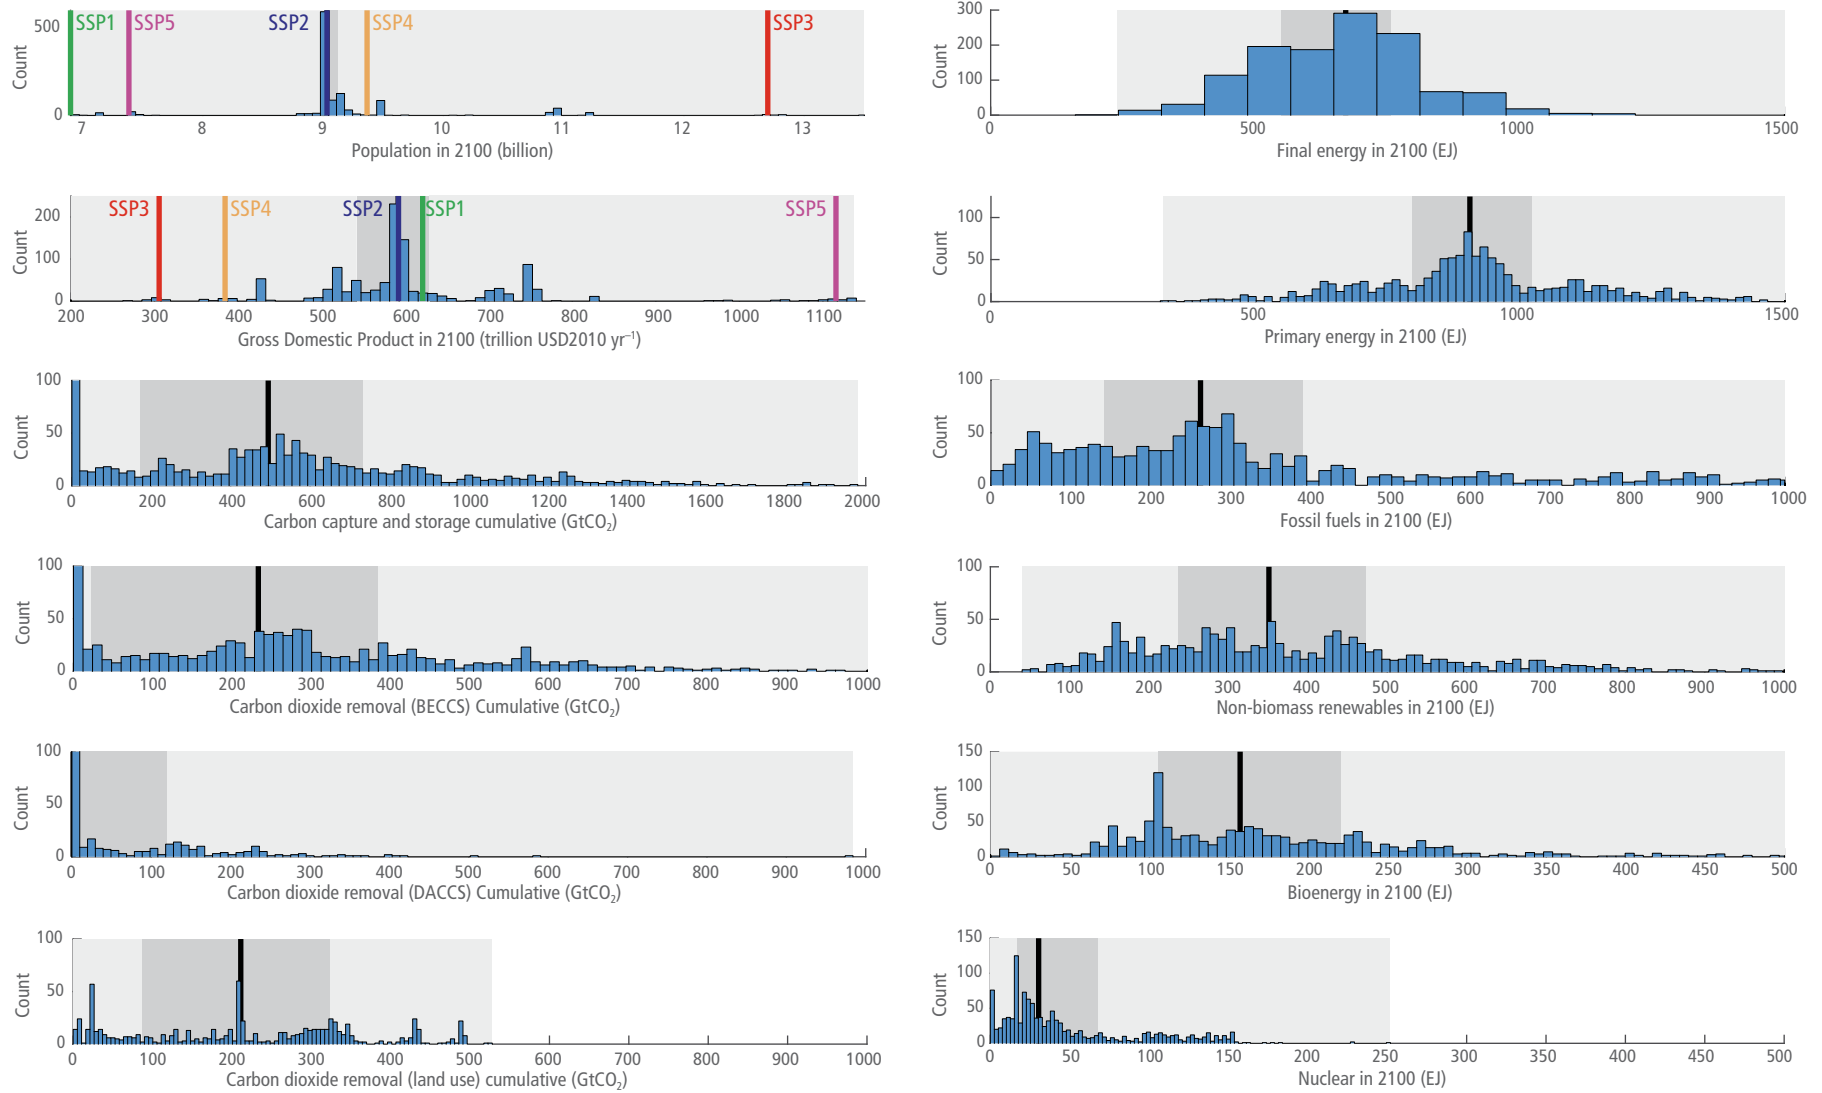 500
0
Count
SSP1
SSP5
SSP2
SSP4
SSP3
7 8 9 10 11 12 13
Population in 2100 (billion)
300
200
100
0
Count
0 500 1000 1500
Final energy in 2100 (EJ)
200
100
0
Count
SSP3
SSP4
SSP2
SSP1
SSP5
200 300 400 500 600 700 800 900 1000 1100
Gross Domestic Product in 2100 (trillion USD2010 yr⁻¹)
100
50
0
Count
0 500 1000 1500
Primary energy in 2100 (EJ)
100
50
0
Count
0 200 400 600 800 1000 1200 1400 1600 1800 2000
Carbon capture and storage cumulative (GtCO₂)
100
50
0
Count
0 100 200 300 400 500 600 700 800 900 1000
Fossil fuels in 2100 (EJ)
100
50
0
Count
0 100 200 300 400 500 600 700 800 900 1000
Carbon dioxide removal (BECCS) Cumulative (GtCO₂)
100
50
0
Count
0 100 200 300 400 500 600 700 800 900 1000
Non-biomass renewables in 2100 (EJ)
100
50
0
Count
0 100 200 300 400 500 600 700 800 900 1000
Carbon dioxide removal (DACCS) Cumulative (GtCO₂)
150
100
50
0
Count
0 50 100 150 200 250 300 350 400 450 500
Bioenergy in 2100 (EJ)
100
50
0
Count
0 100 200 300 400 500 600 700 800 900 1000
Carbon dioxide removal (land use) cumulative (GtCO₂)
150
100
50
0
Count
0 50 100 150 200 250 300 350 400 450 500
Nuclear in 2100 (EJ)